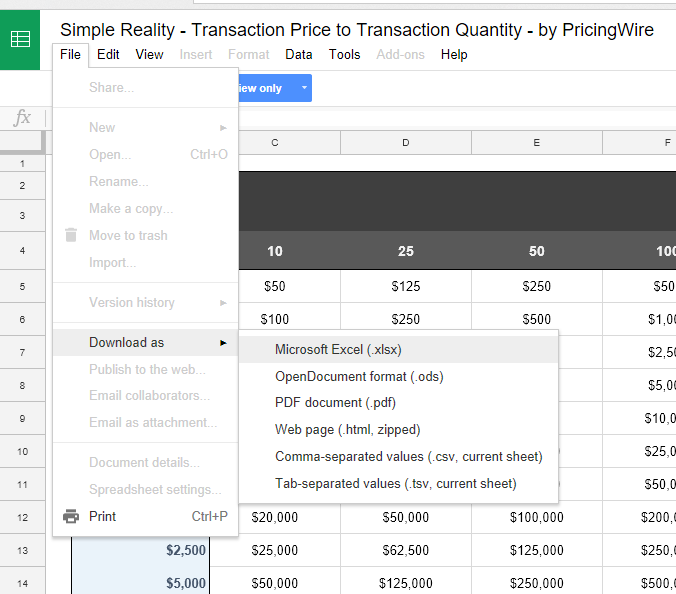 Simple Reality - Transaction Price to Transaction Quantity - by PricingWire
File Edit View Insert Format Data Tools Add-ons Help
Share...
iew only
fx
New
Open... Ctrl+O
Rename...
Make a copy...
Move to trash
Import...
Version history
Download as
Publish to the web...
Email collaborators...
Email as attachment...
Document details...
Spreadsheet settings...
Print Ctrl+P
Microsoft Excel (.xlsx)
OpenDocument format (.ods)
PDF document (.pdf)
Web page (.html, zipped)
Comma-separated values (.csv, current sheet)
Tab-separated values (.tsv, current sheet)
C D E F
1
2
3
4 10 25 50 100
5 $50 $125 $250 $50
6 $100 $250 $500 $1,0
7 $2,5
8 $5,0
9 $10,0
10 $25,0
11 $50,0
12 $20,000 $50,000 $100,000 $200,
13 $2,500 $25,000 $62,500 $125,000 $250,
14 $5,000 $50,000 $125,000 $250,000 $500,